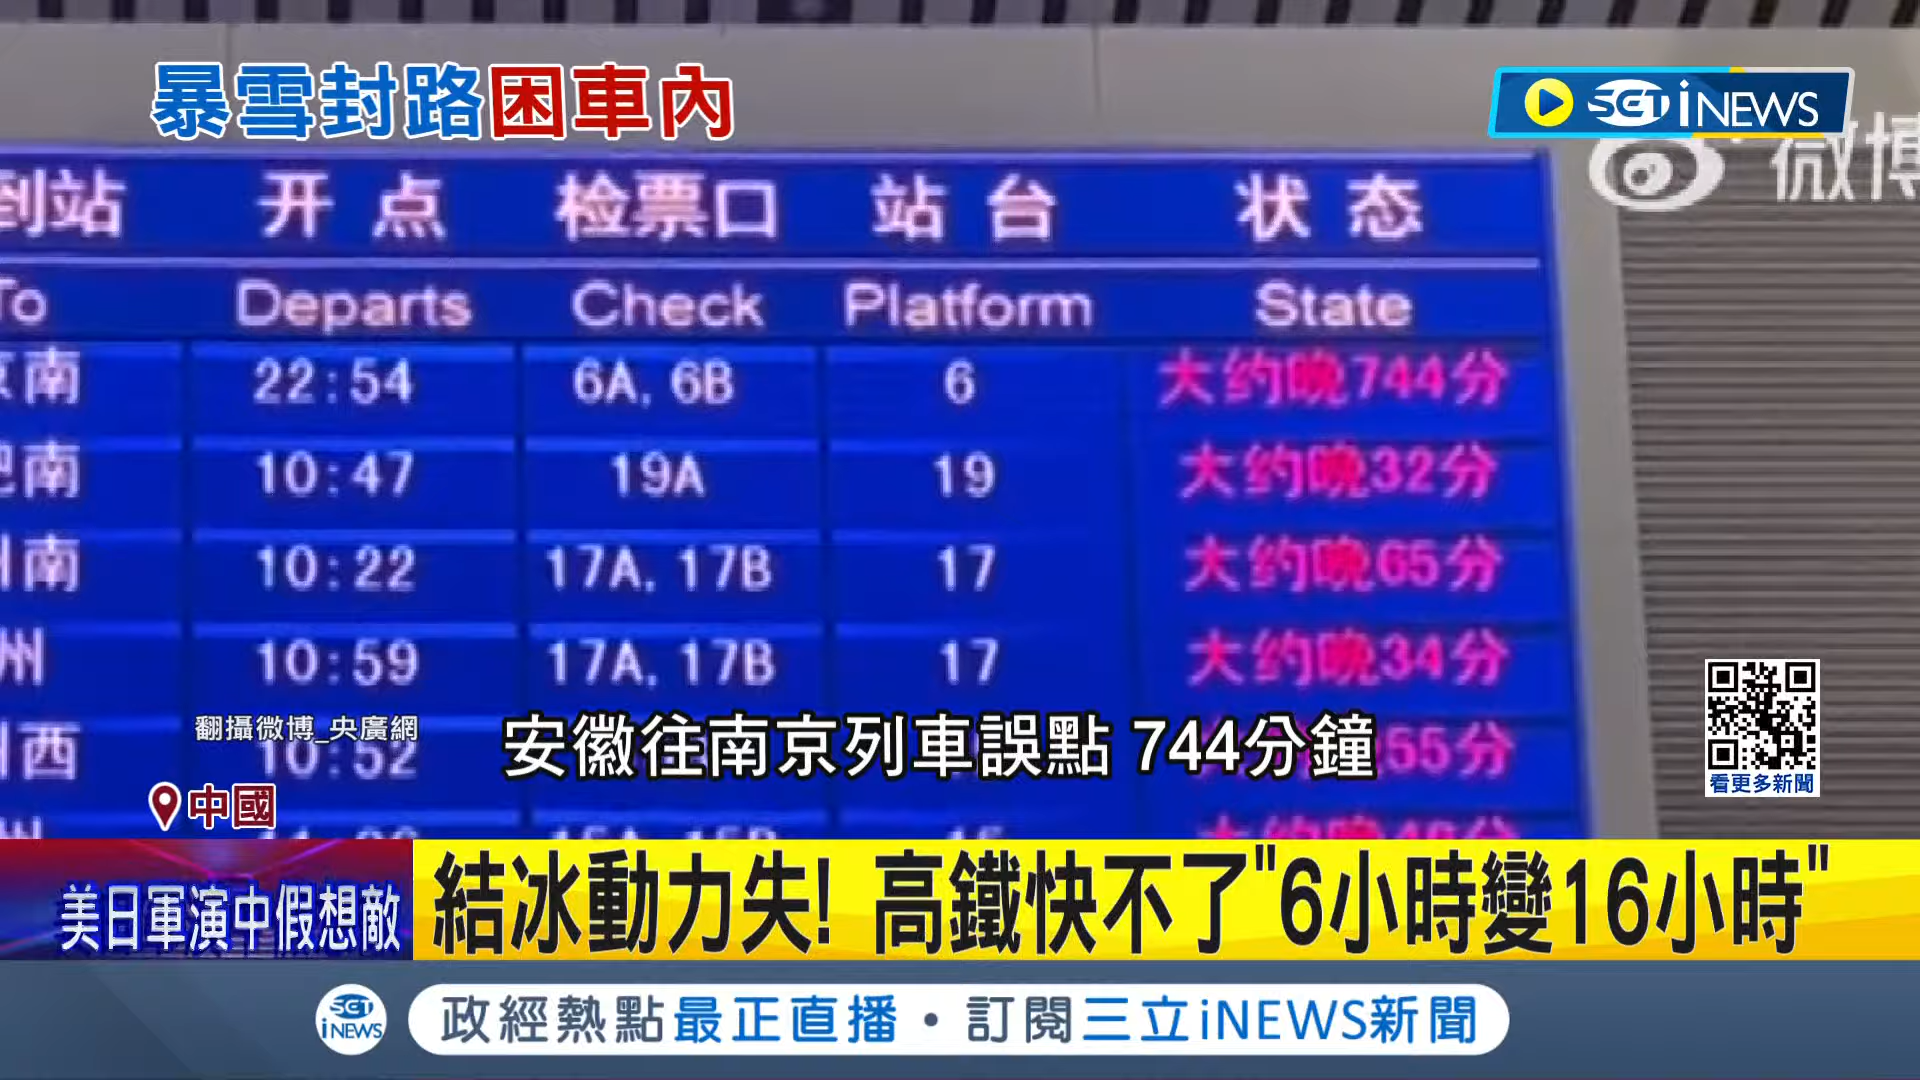 暴雪封路困車內
SET iNEWS
微博
到站 开点 检票口 站台 状态
To Departs Check Platform State
京南 22:54 6A, 6B 6 大约晚744分
肥南 10:47 19A 19 大约晚32分
州南 10:22 17A, 17B 17 大约晚65分
州 10:59 17A, 17B 17 大约晚34分
州西 10:52 55分
翻攝微博_央廣網
安徽往南京列車誤點 744分鐘
看更多新聞
中國
美日軍演中假想敵
結冰動力失! 高鐵快不了"6小時變16小時"
SET iNEWS
政經熱點最正直播・訂閱三立iNEWS新聞